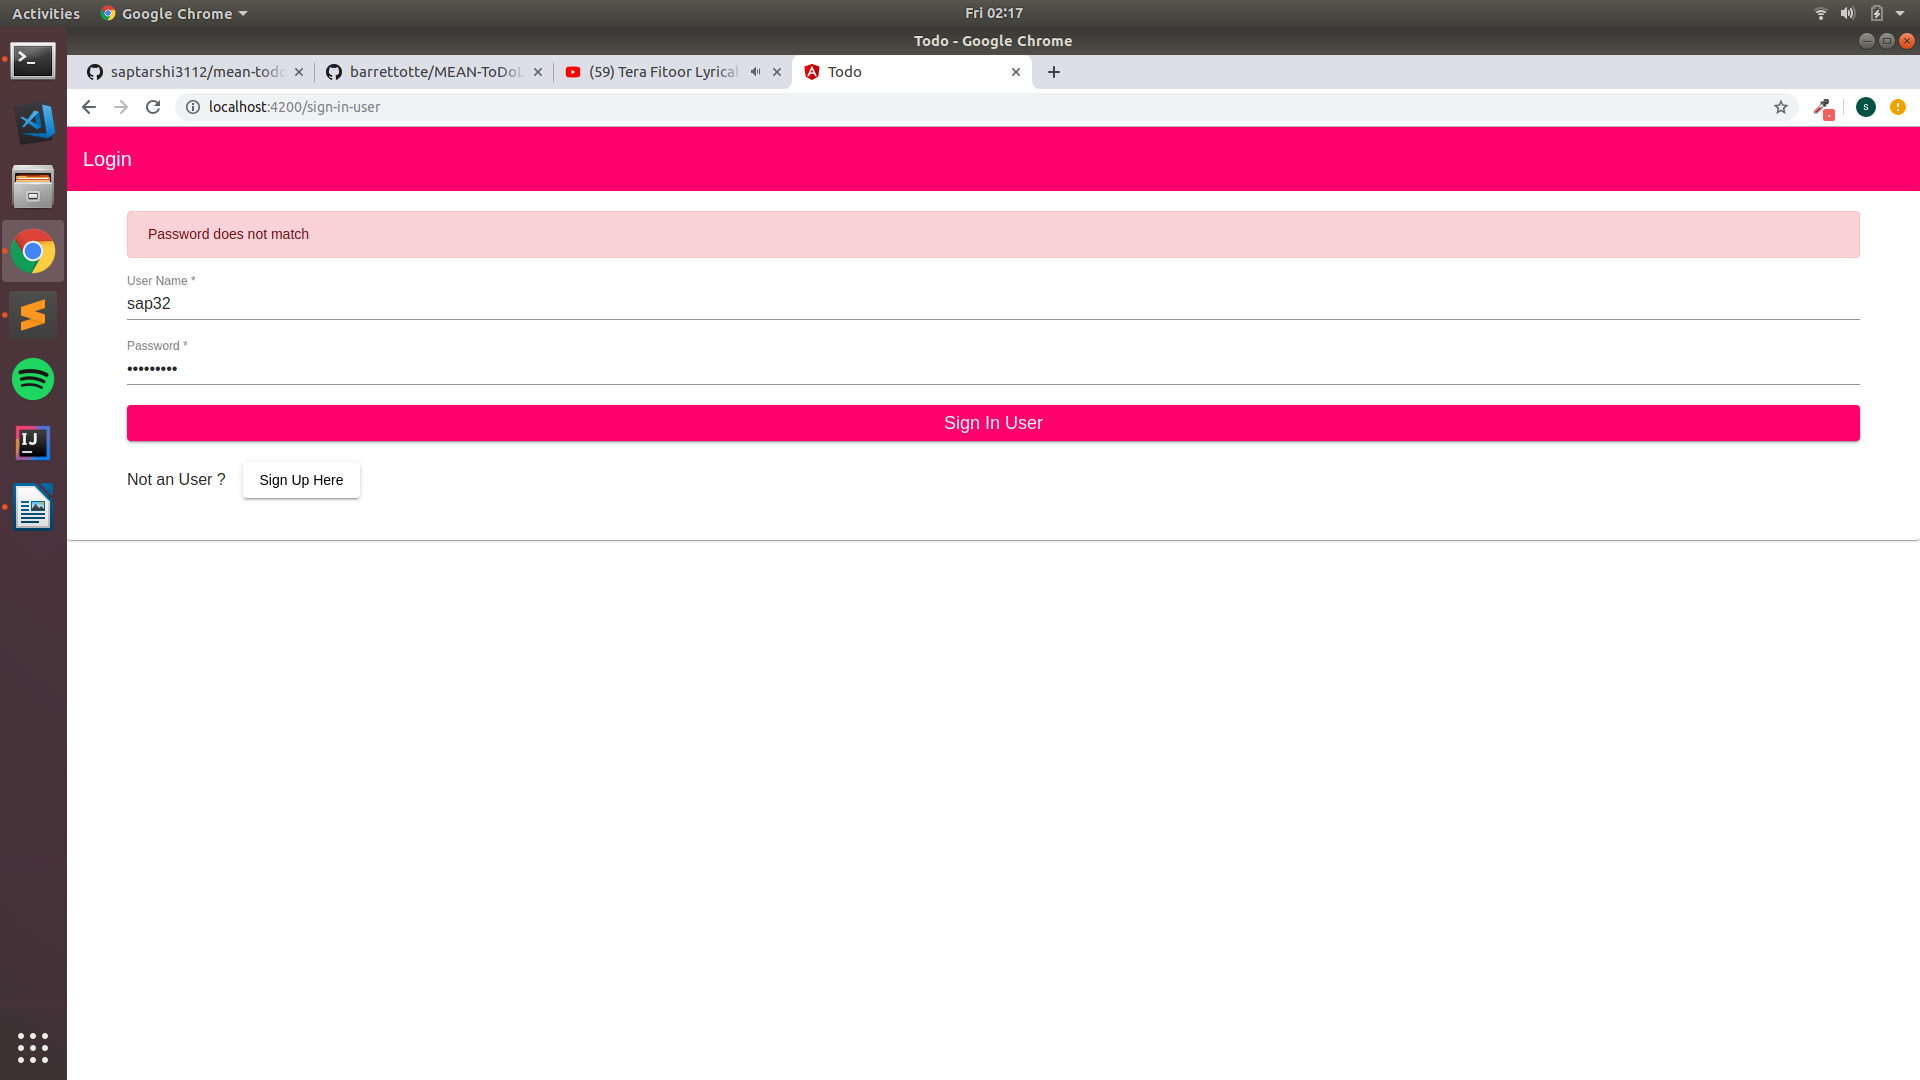 Activities
Google Chrome
Fri 02:17
Todo - Google Chrome
saptarshi3112/mean-todo
barrettotte/MEAN-ToDoL
(59) Tera Fitoor Lyrical
Todo
localhost:4200/sign-in-user
S
Login
Password does not match
User Name *
sap32
Password *
•••••••••
Sign In User
Not an User ?
Sign Up Here
IJ